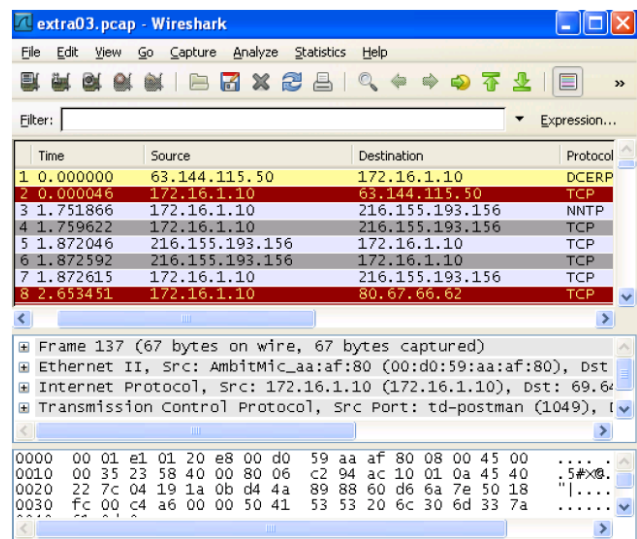 extra03.pcap - Wireshark
File Edit View Go Capture Analyze Statistics Help
»
Filter: Expression...
Time Source Destination Protocol
1 0.000000 63.144.115.50 172.16.1.10 DCERP
2 0.000046 172.16.1.10 63.144.115.50 TCP
3 1.751866 172.16.1.10 216.155.193.156 NNTP
4 1.759622 172.16.1.10 216.155.193.156 TCP
5 1.872046 216.155.193.156 172.16.1.10 TCP
6 1.872592 216.155.193.156 172.16.1.10 TCP
7 1.872615 172.16.1.10 216.155.193.156 TCP
8 2.653451 172.16.1.10 80.67.66.62 TCP
Frame 137 (67 bytes on wire, 67 bytes captured)
Ethernet II, Src: AmbitMic_aa:af:80 (00:d0:59:aa:af:80), Dst
Internet Protocol, Src: 172.16.1.10 (172.16.1.10), Dst: 69.64
Transmission Control Protocol, Src Port: td-postman (1049),
0000 00 01 e1 01 20 e8 00 d0 59 aa af 80 08 00 45 00 .... .
0010 00 35 23 58 40 00 80 06 c2 94 ac 10 01 0a 45 40 .5#X@.
0020 22 7c 04 19 1a 0b d4 4a 89 88 60 d6 6a 7e 50 18 "|....
0030 fc 00 c4 a6 00 00 50 41 53 53 20 6c 30 6d 33 7a ......